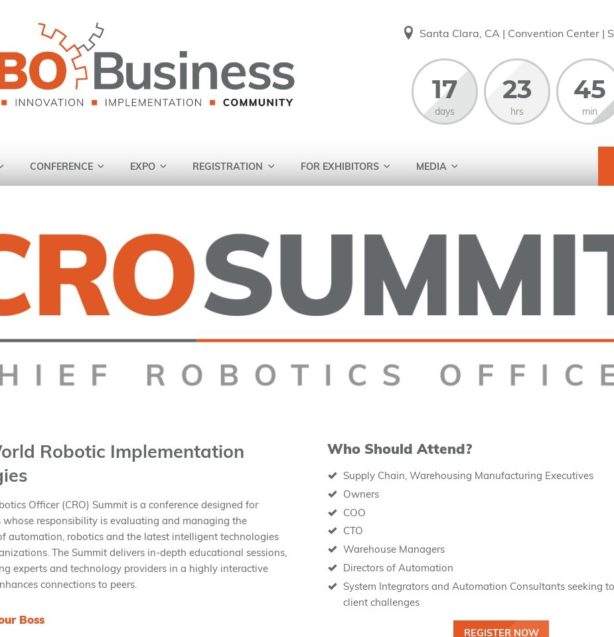 BO Business
INNOVATION ■ IMPLEMENTATION ■ COMMUNITY
Santa Clara, CA | Convention Center | S
17 23 45
days hrs min
CONFERENCE EXPO REGISTRATION FOR EXHIBITORS MEDIA
CROSUMMIT
HIEF ROBOTICS OFFICE
World Robotic Implementation
gies
botics Officer (CRO) Summit is a conference designed for
s whose responsibility is evaluating and managing the
of automation, robotics and the latest intelligent technologies
ganizations. The Summit delivers in-depth educational sessions,
ng experts and technology providers in a highly interactive
enhances connections to peers.
our Boss
Who Should Attend?
Supply Chain, Warehousing Manufacturing Executives
Owners
COO
CTO
Warehouse Managers
Directors of Automation
System Integrators and Automation Consultants seeking to
client challenges
REGISTER NOW